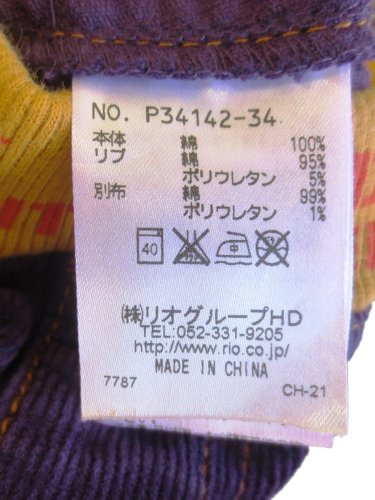 NO. P34142-34
本体 綿 100%
リブ 綿 95%
ポリウレタン 5%
別布 綿 99%
ポリウレタン 1%
40 中
㈱リオグループHD
TEL:052-331-9205
http://www.rio.co.jp/
MADE IN CHINA
7787 CH-21